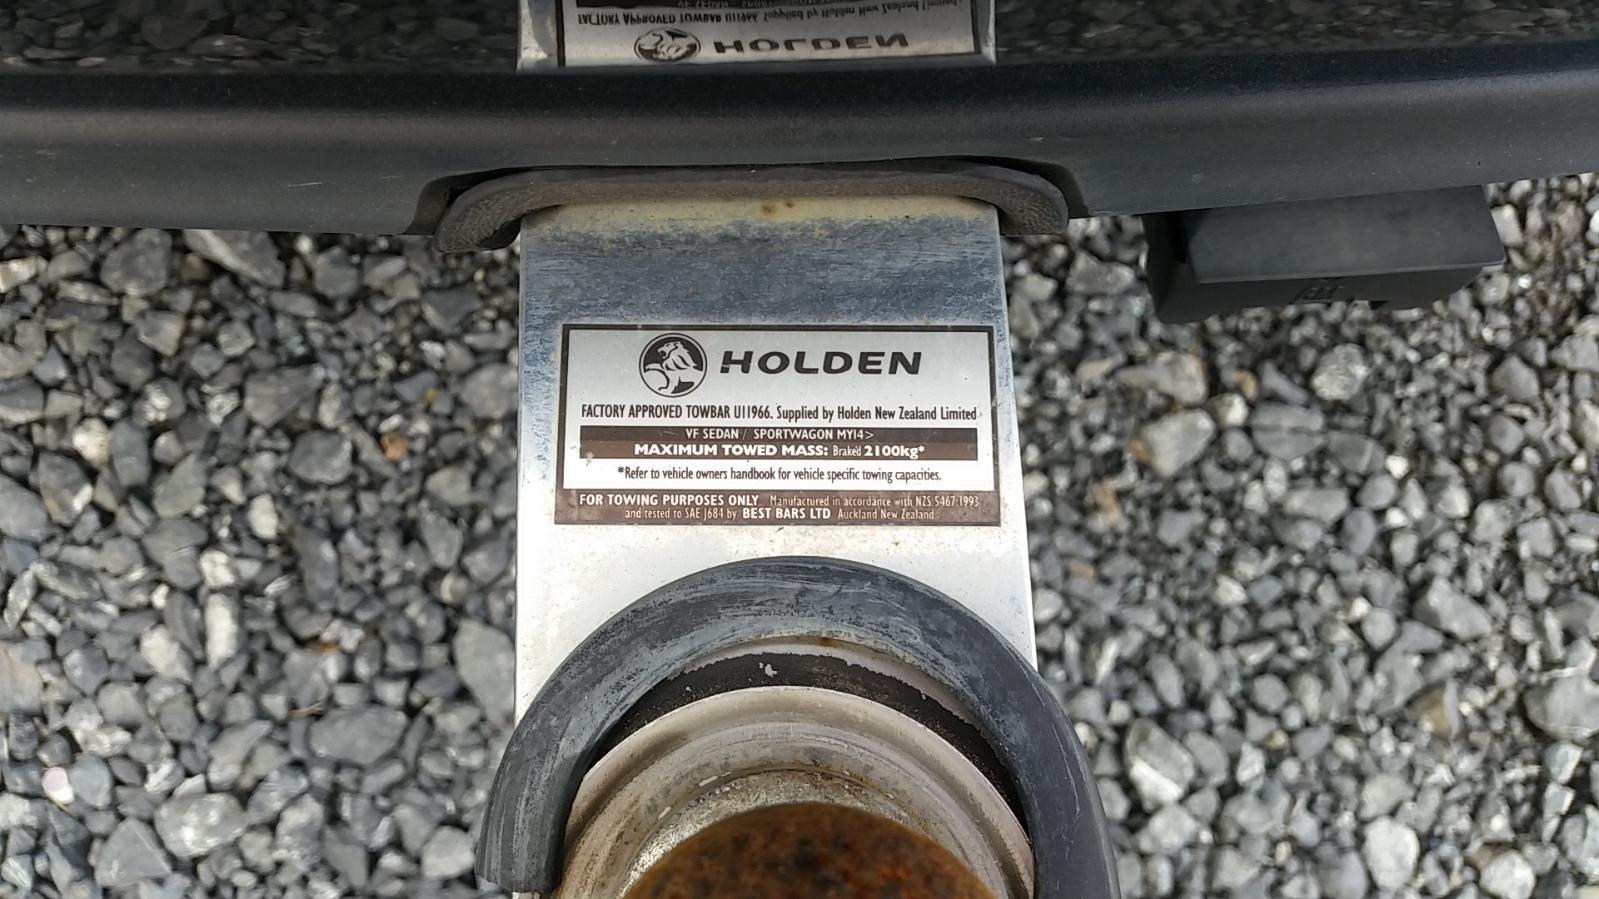 HOLDEN
FACTORY APPROVED TOWBAR U11966. Supplied by Holden New Zealand Limited
VF SEDAN / SPORTWAGON MY14>
MAXIMUM TOWED MASS: Braked 2100kg*
*Refer to vehicle owners handbook for vehicle specific towing capacities.
FOR TOWING PURPOSES ONLY. Manufactured in accordance with NZS 5467:1993
and tested to SAE J684 by BEST BARS LTD Auckland New Zealand